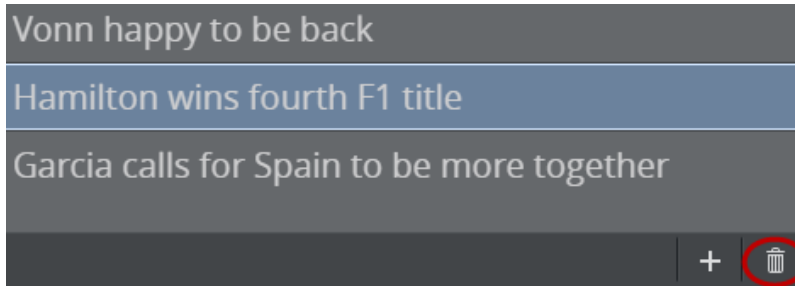 Vonn happy to be back
Hamilton wins fourth F1 title
Garcia calls for Spain to be more together